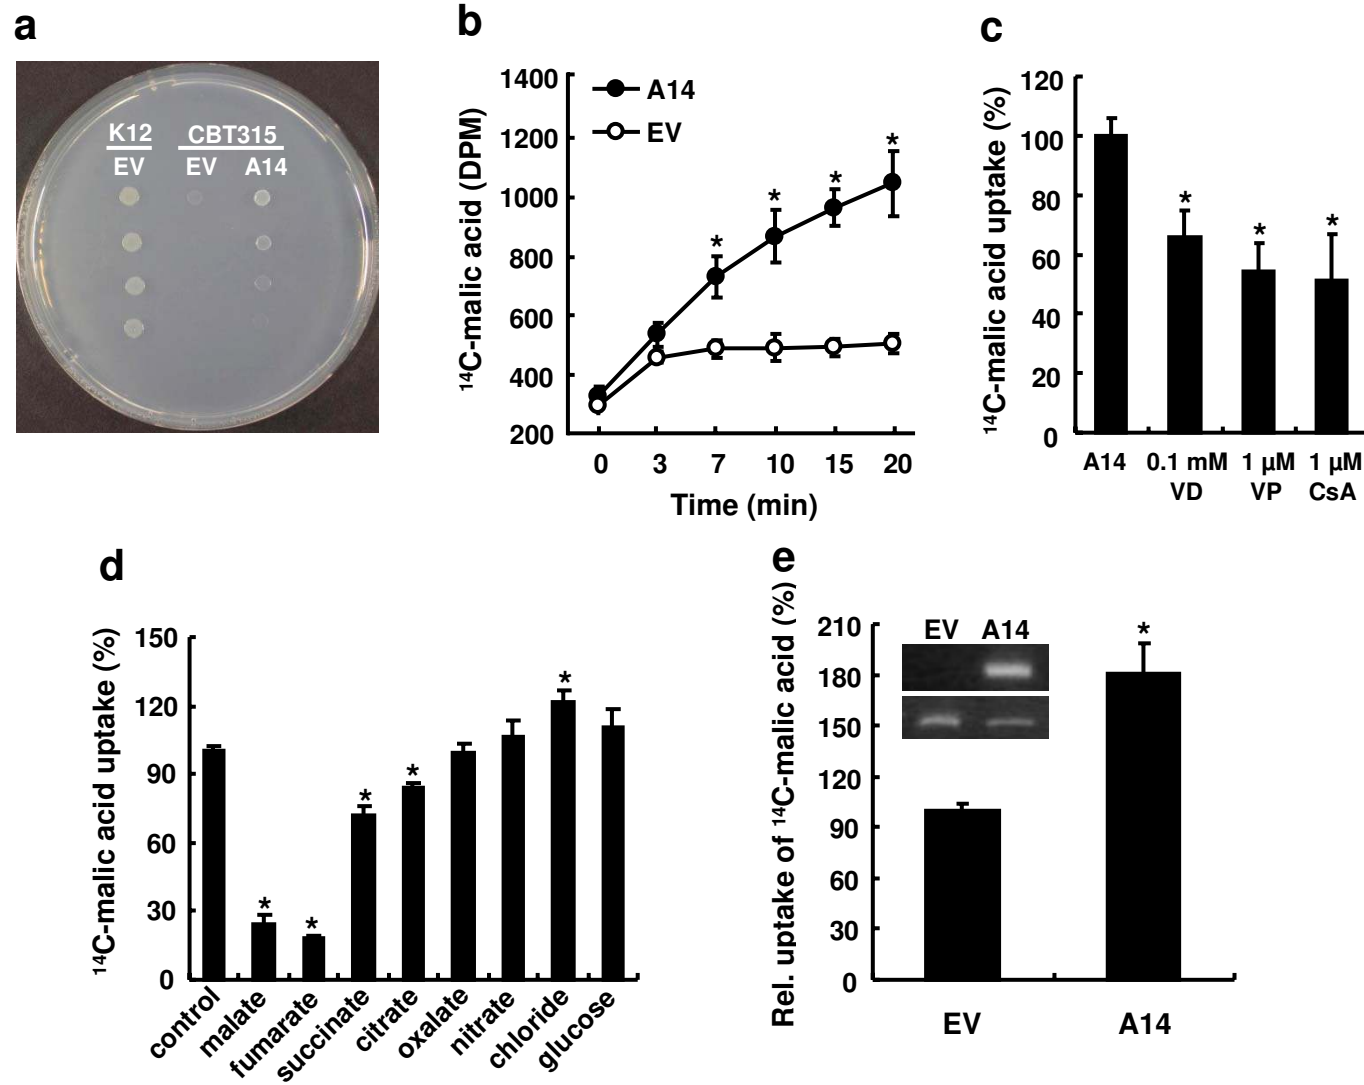 a
K12 CBT315
EV EV A14
b
¹⁴C-malic acid (DPM)
1400
1200
1000
800
600
400
200
A14
EV
*
*
*
*
0 3 7 10 15 20
Time (min)
c
¹⁴C-malic acid uptake (%)
120
100
80
60
40
20
0
*
*
*
A14 0.1 mM 1 µM 1 µM
VD VP CsA
d
¹⁴C-malic acid uptake (%)
150
120
90
60
30
0
*
*
*
*
*
control
malate
fumarate
succinate
citrate
oxalate
nitrate
chloride
glucose
e
Rel. uptake of ¹⁴C-malic acid (%)
210
180
150
120
90
60
30
0
EV A14
*
EV A14